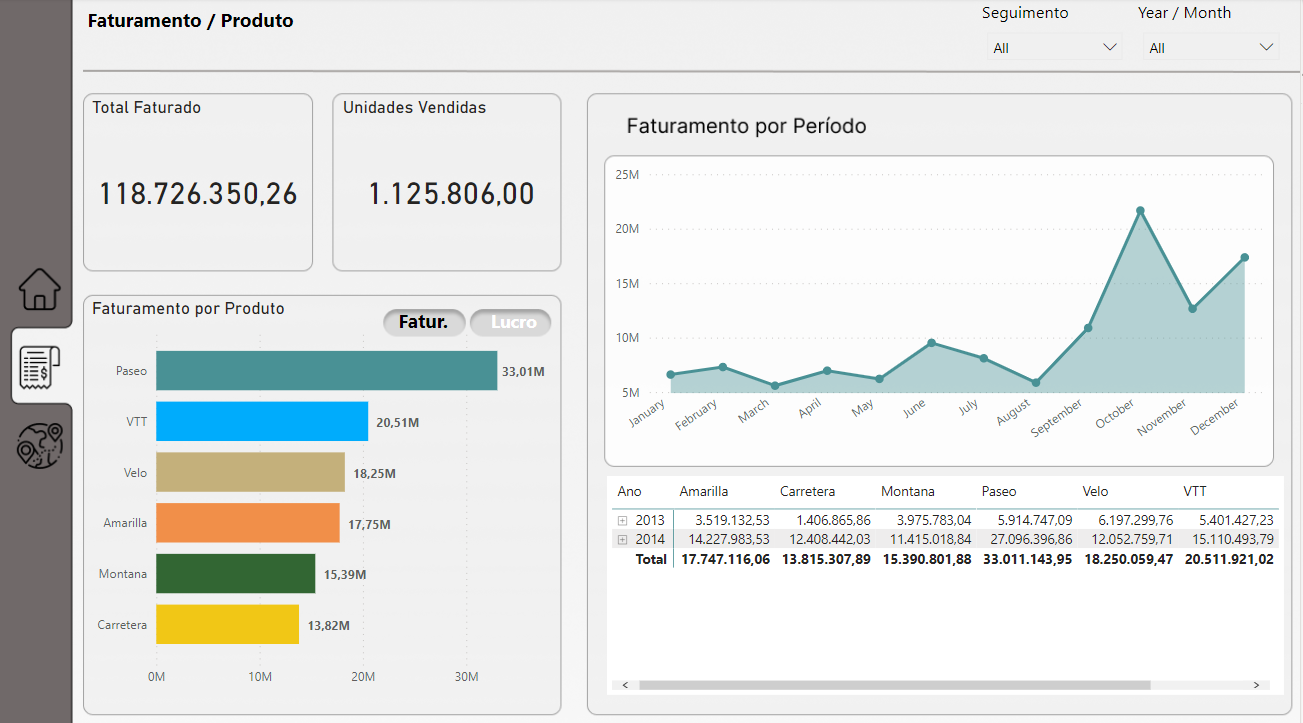 Faturamento / Produto
Seguimento
Year / Month
All
All
Total Faturado
118.726.350,26
Unidades Vendidas
1.125.806,00
Faturamento por Produto
Fatur.
Lucro
Paseo 33,01M
VTT 20,51M
Velo 18,25M
Amarilla 17,75M
Montana 15,39M
Carretera 13,82M
0M 10M 20M 30M
Faturamento por Período
25M
20M
15M
10M
5M
January February March April May June July August September October November December
Ano Amarilla Carretera Montana Paseo Velo VTT
2013 3.519.132,53 1.406.865,86 3.975.783,04 5.914.747,09 6.197.299,76 5.401.427,23
2014 14.227.983,53 12.408.442,03 11.415.018,84 27.096.396,86 12.052.759,71 15.110.493,79
Total 17.747.116,06 13.815.307,89 15.390.801,88 33.011.143,95 18.250.059,47 20.511.921,02